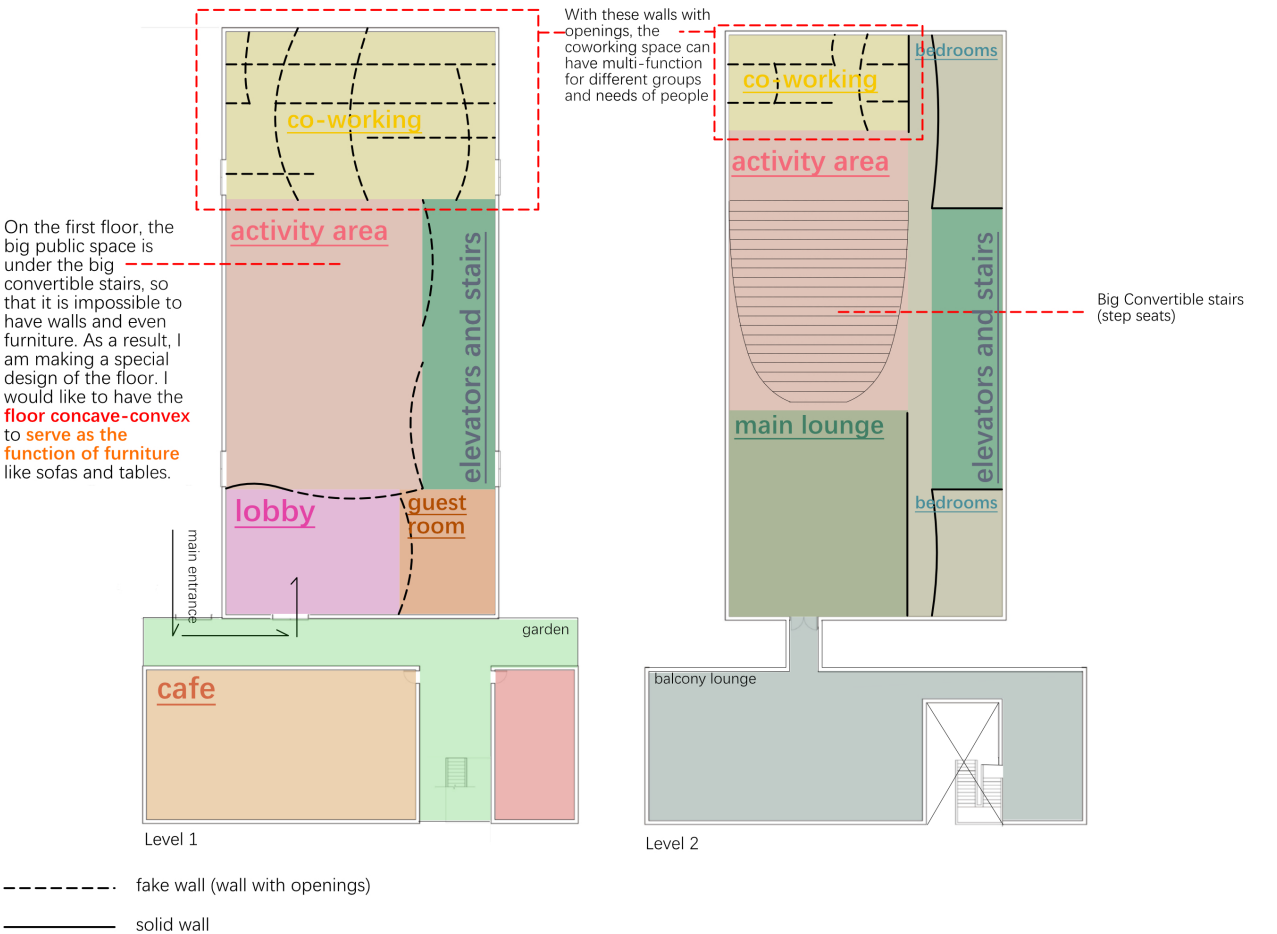 With these walls with
openings, the
coworking space can
have multi-function
for different groups
and needs of people
co-working
On the first floor, the
big public space is
under the big
convertible stairs, so
that it is impossible to
have walls and even
furniture. As a result, I
am making a special
design of the floor. I
would like to have the
floor concave-convex
to serve as the
function of furniture
like sofas and tables.
activity area
elevators and stairs
lobby
guest
room
main entrance
garden
cafe
Level 1
co-working
bedrooms
activity area
elevators and stairs
Big Convertible stairs
(step seats)
main lounge
bedrooms
balcony lounge
Level 2
fake wall (wall with openings)
solid wall